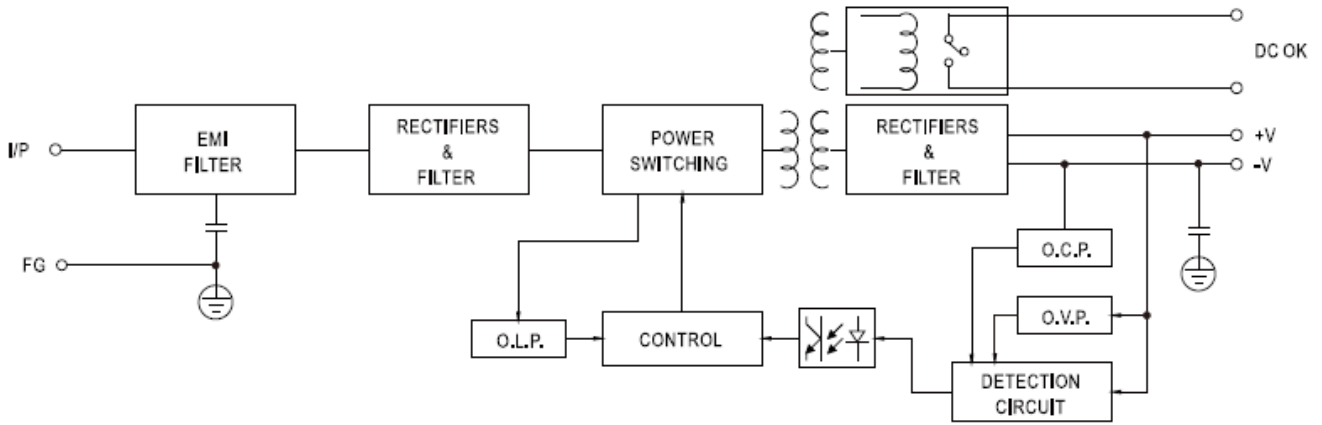 DC OK
I/P
EMI
FILTER
RECTIFIERS
&
FILTER
POWER
SWITCHING
RECTIFIERS
&
FILTER
+V
-V
FG
O.C.P.
O.V.P.
O.L.P.
CONTROL
DETECTION
CIRCUIT